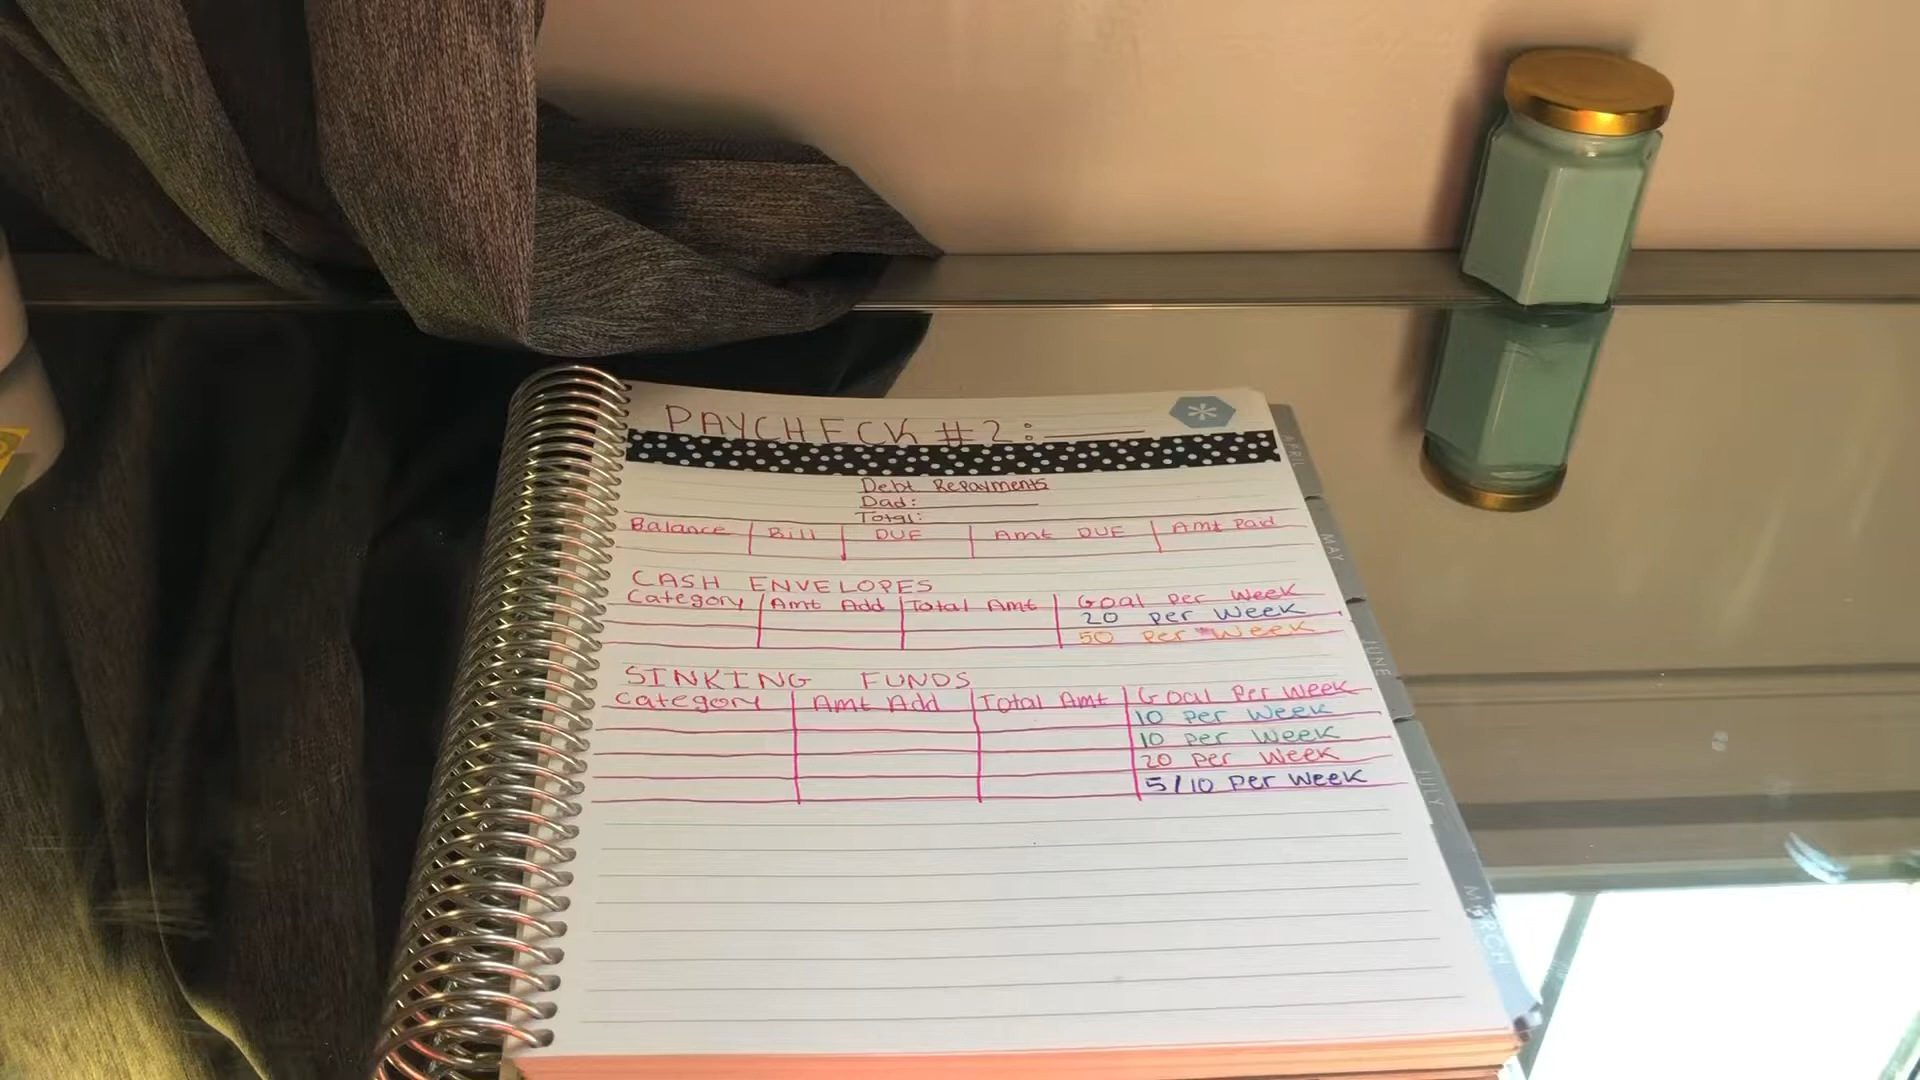 PAYCHECK #2:
Debt Repayments
Dad:
Total:
Balance Bill DUE Amt DUE Amt Paid
CASH ENVELOPES
Category Amt Add Total Amt Goal per Week
20 per Week
50 per Week
SINKING FUNDS
Category Amt Add Total Amt Goal Per Week
10 per Week
10 per Week
20 per Week
5/10 per Week
APRIL
MAY
JUNE
JULY
MARCH